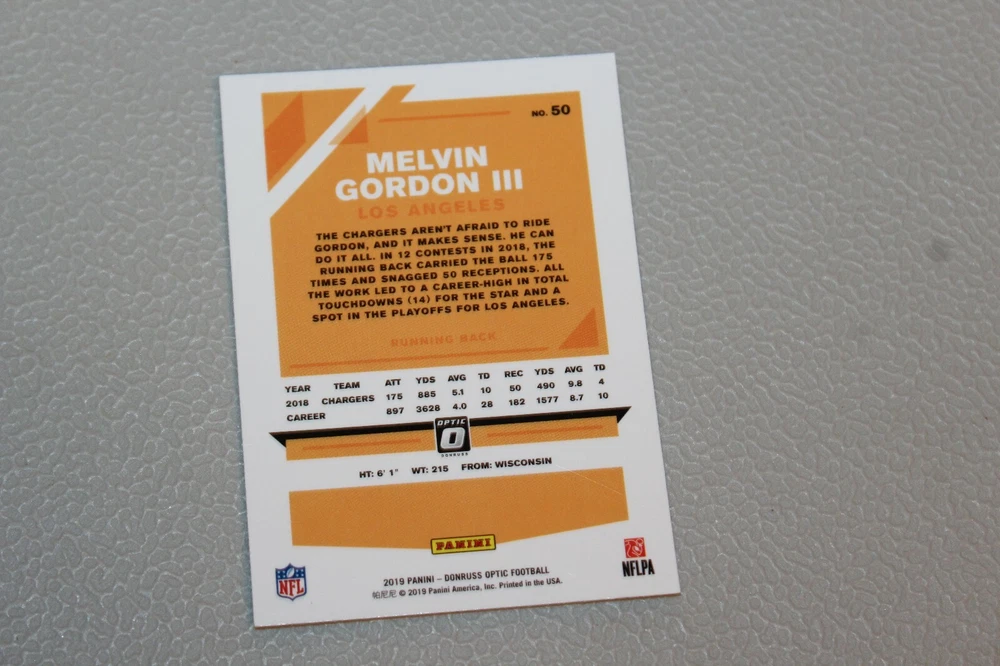 NO. 50
MELVIN
GORDON III
LOS ANGELES
THE CHARGERS AREN'T AFRAID TO RIDE
GORDON, AND IT MAKES SENSE. HE CAN
DO IT ALL. IN 12 CONTESTS IN 2018, THE
RUNNING BACK CARRIED THE BALL 175
TIMES AND SNAGGED 50 RECEPTIONS. ALL
THE WORK LED TO A CAREER-HIGH IN TOTAL
TOUCHDOWNS (14) FOR THE STAR AND A
SPOT IN THE PLAYOFFS FOR LOS ANGELES.
RUNNING BACK
YEAR TEAM ATT YDS AVG TD REC YDS AVG TD
2018 CHARGERS 175 885 5.1 10 50 490 9.8 4
CAREER 897 3628 4.0 28 182 1577 8.7 10
OPTIC
O
DONRUSS
HT: 6' 1" WT: 215 FROM: WISCONSIN
PANINI
NFL
2019 PANINI – DONRUSS OPTIC FOOTBALL
帕尼尼 © 2019 Panini America, Inc. Printed in the USA.
NFLPA